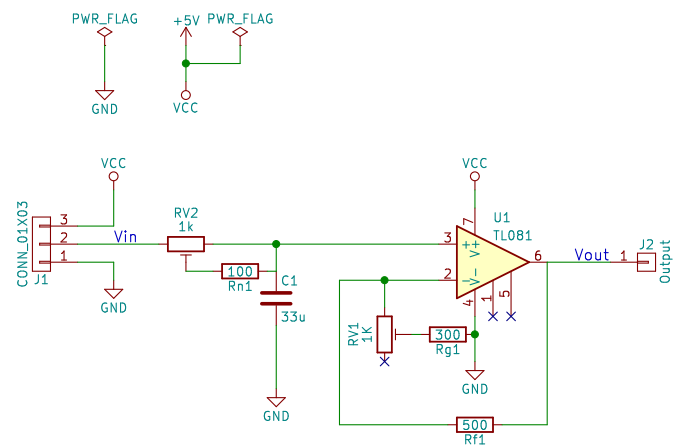 PWR_FLAG
+5V
PWR_FLAG
GND
VCC
VCC
VCC
CONN_01X03
3
2
1
J1
Vin
RV2
1k
100
Rn1
C1
33u
GND
GND
3
2
7
4
1
5
6
+
-
V+
V-
U1
TL081
Vout
1
J2
Output
RV1
1K
300
Rg1
GND
500
Rf1